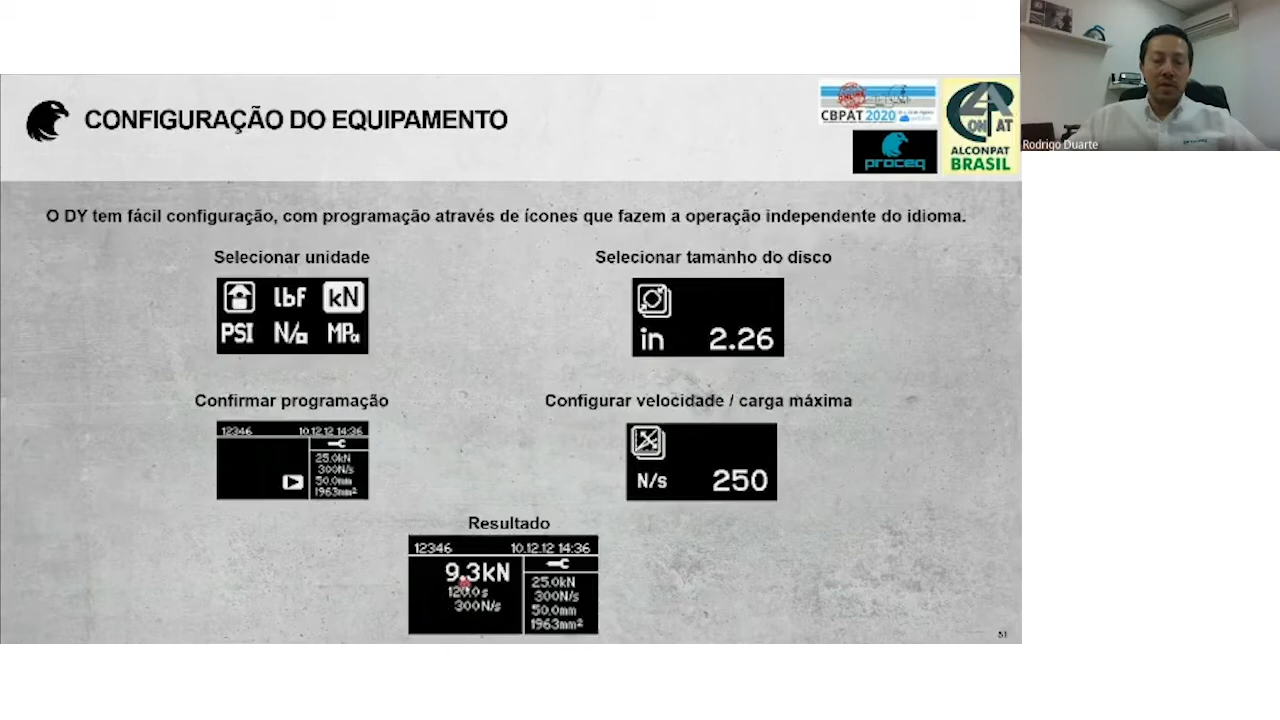 CONFIGURAÇÃO DO EQUIPAMENTO
CBPAT 2020
proceq
ALCONPAT
BRASIL
Rodrigo Duarte
O DY tem fácil configuração, com programação através de ícones que fazem a operação independente do idioma.
Selecionar unidade
lbf kN
PSI N/□ MPa
Selecionar tamanho do disco
in 2.26
Confirmar programação
12346 10.12.12 14:36
25.0kN
300N/s
50.0mm
1963mm²
Configurar velocidade / carga máxima
N/s 250
Resultado
12346 10.12.12 14:36
9.3kN
120.0s
300N/s
25.0kN
300N/s
50.0mm
1963mm²
51